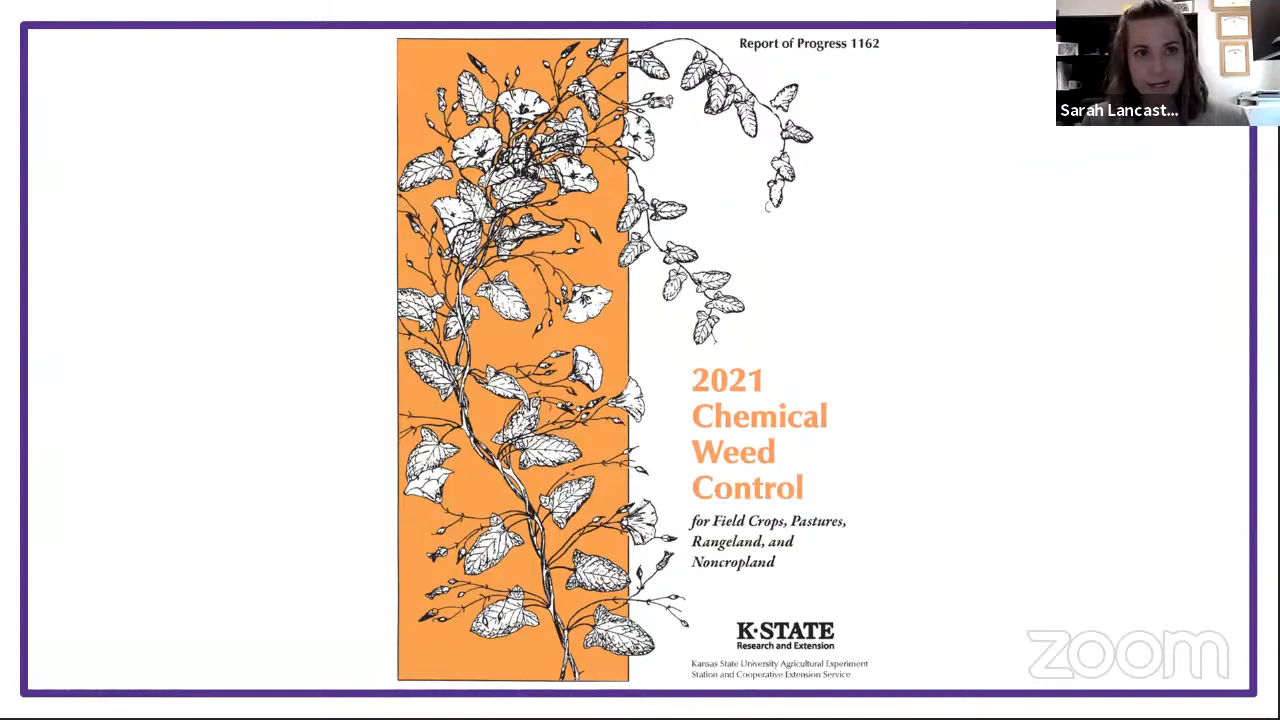 Report of Progress 1162
Sarah Lancast...
2021
Chemical
Weed
Control
for Field Crops, Pastures,
Rangeland, and
Noncropland
K•STATE
Research and Extension
Kansas State University Agricultural Experiment
Station and Cooperative Extension Service
zoom